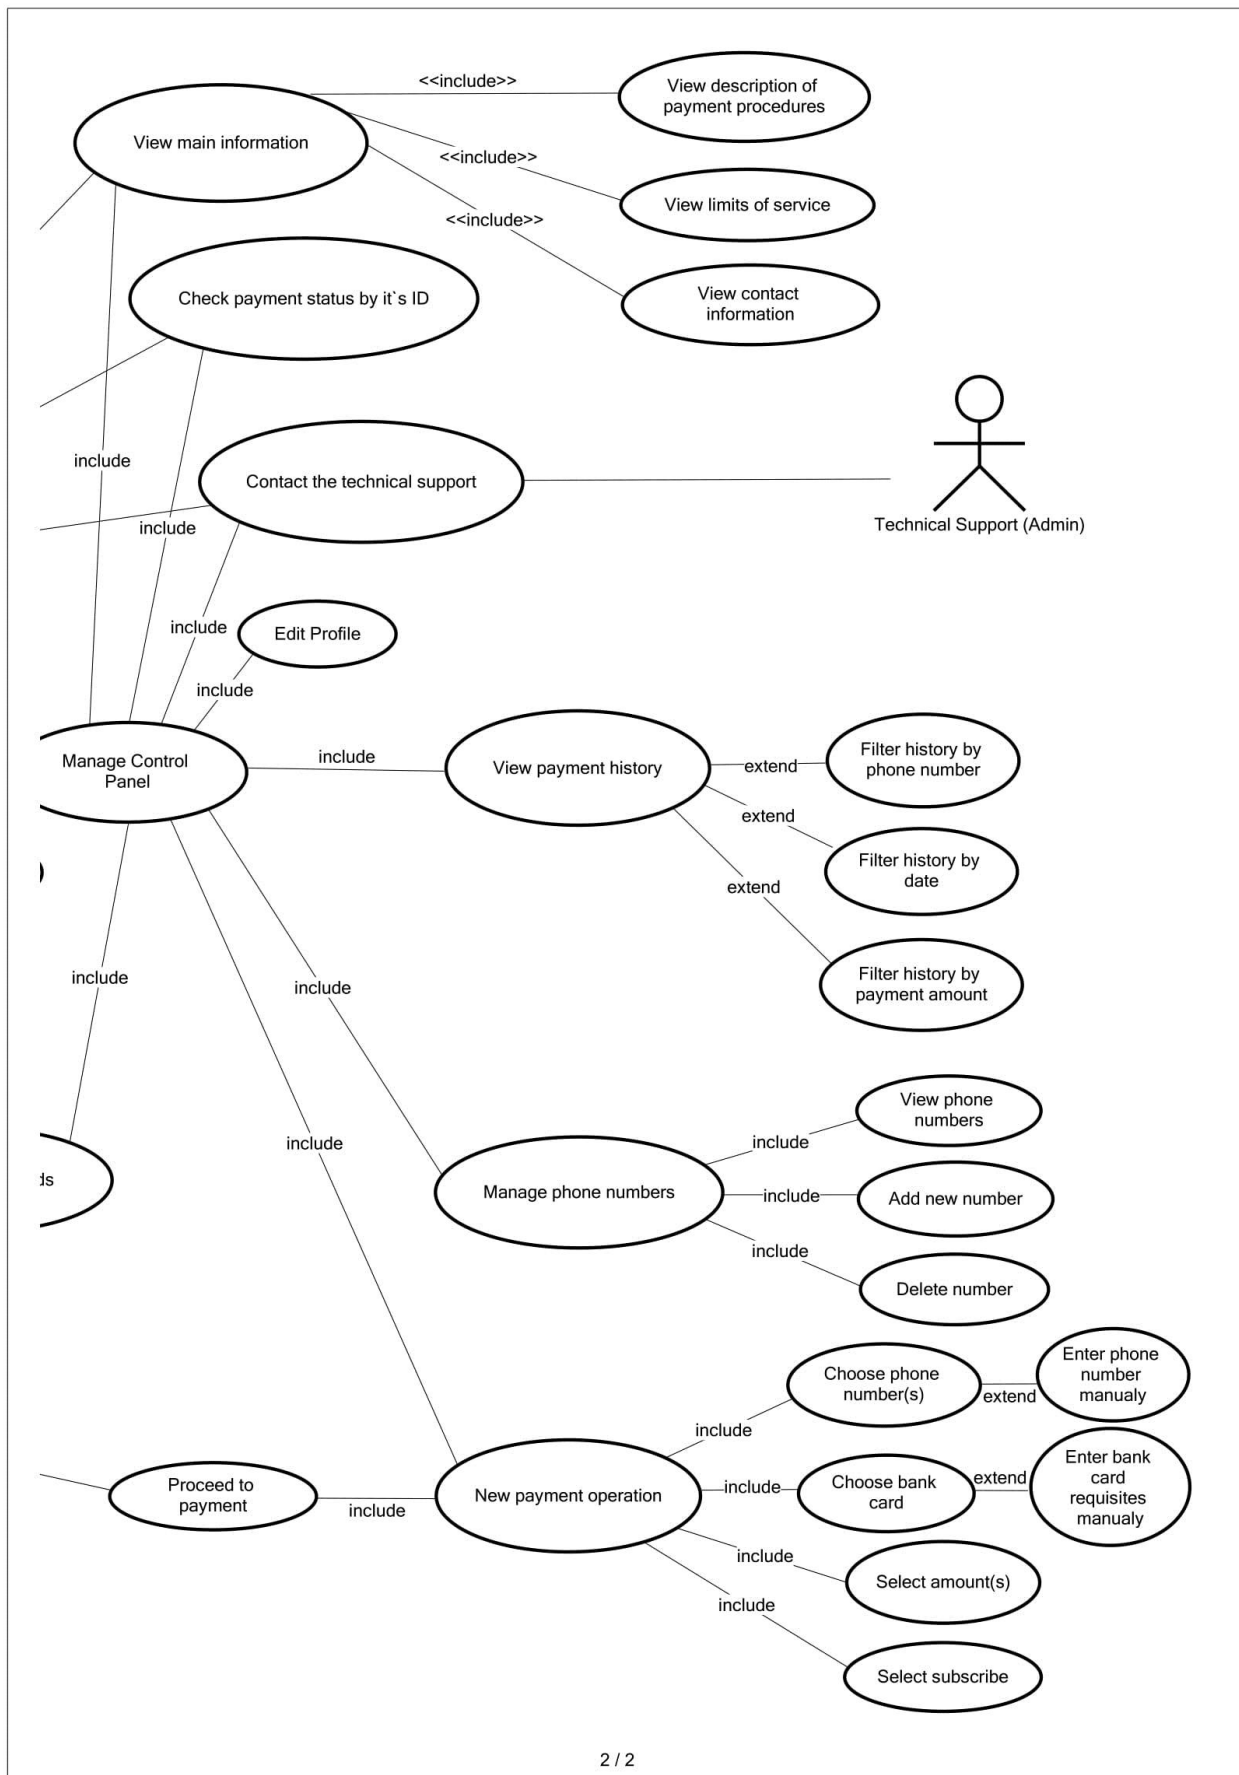 <<include>>
View description of
payment procedures
View main information
<<include>>
View limits of service
<<include>>
View contact
information
Check payment status by it`s ID
include
Contact the technical support
include
Technical Support (Admin)
include
Edit Profile
include
Manage Control
Panel
include
View payment history
extend
Filter history by
phone number
extend
Filter history by
date
extend
Filter history by
payment amount
include
include
include
View phone
numbers
include
ds
Manage phone numbers
include
Add new number
include
Delete number
Choose phone
number(s)
extend
Enter phone
number
manualy
include
Proceed to
payment
include
New payment operation
include
Choose bank
card
extend
Enter bank
card
requisites
manualy
include
Select amount(s)
include
Select subscribe
2 / 2